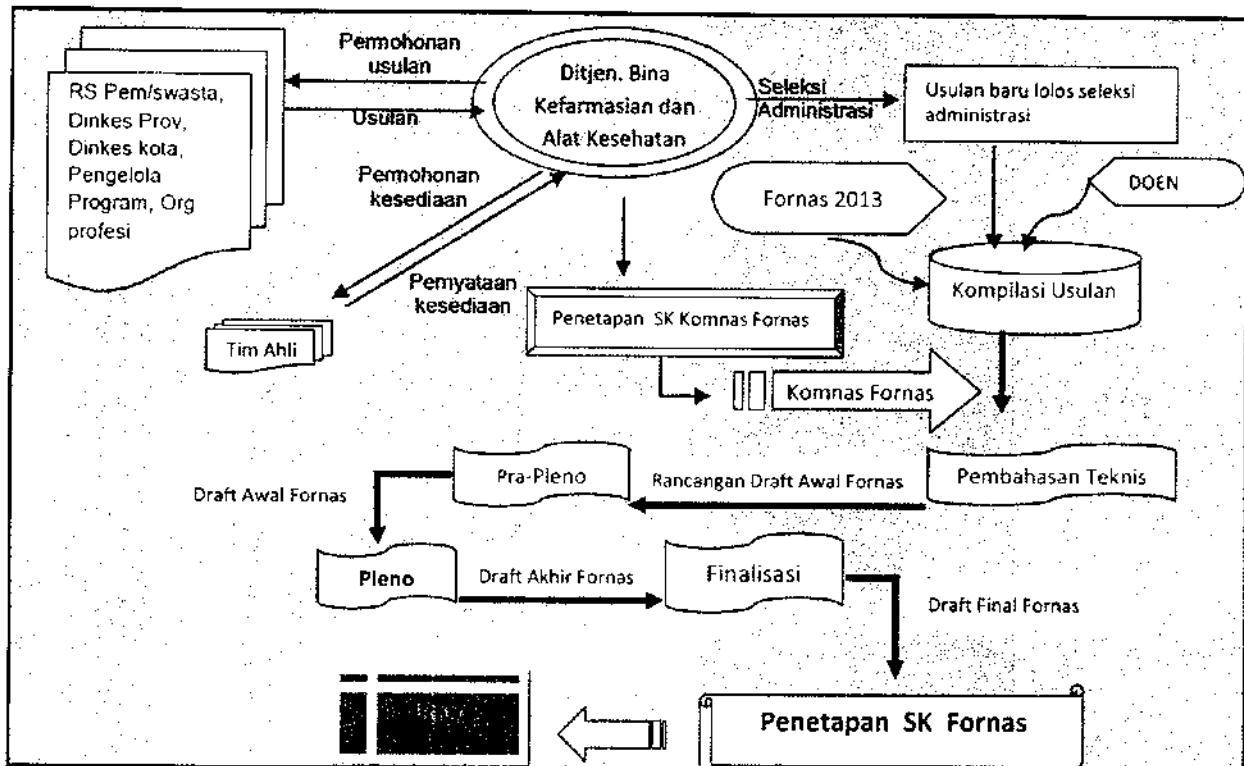 Permohonan
usulan
Usulan
RS Pem/swasta,
Dinkes Prov,
Dinkes kota,
Pengelola
Program, Org
profesi
Ditjen. Bina
Kefarmasian dan
Alat Kesehatan
Seleksi
Administrasi
Usulan baru lolos seleksi
administrasi
Permohonan
kesediaan
Pernyataan
kesediaan
Tim Ahli
Fornas 2013
DOEN
Kompilasi Usulan
Penetapan SK Komnas Fornas
Komnas Fornas
Pembahasan Teknis
Rancangan Draft Awal Fornas
Pra-Pleno
Draft Awal Fornas
Pleno
Draft Akhir Fornas
Finalisasi
Draft Final Fornas
Penetapan SK Fornas